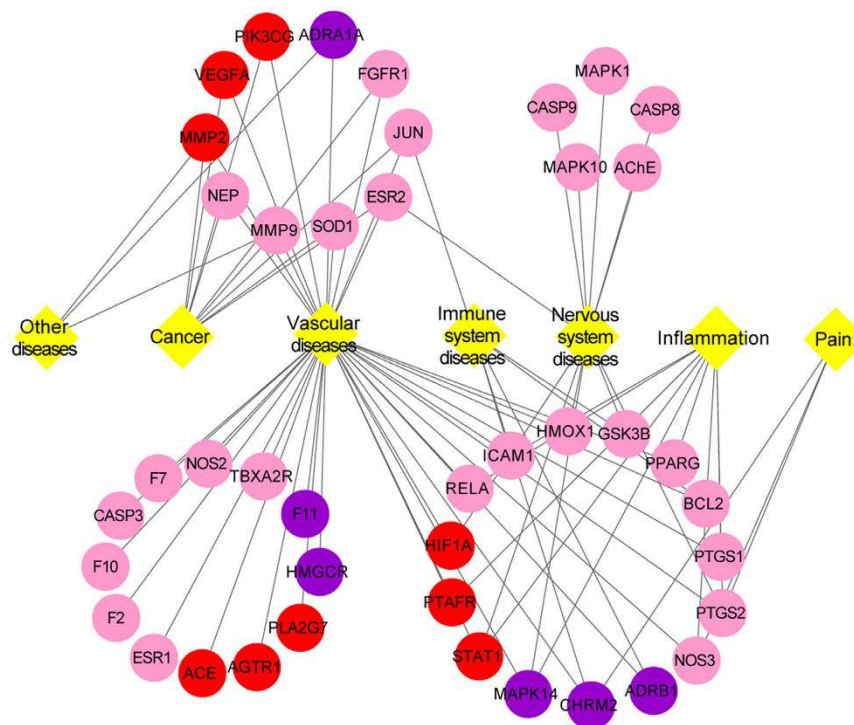 PIK3CG
ADRA1A
VEGFA
FGFR1
MAPK1
CASP9
CASP8
MMP2
JUN
MAPK10
AChE
NEP
ESR2
MMP9
SOD1
Other
diseases
Cancer
Vascular
diseases
Immune
system
diseases
Nervous
system
diseases
Inflammation
Pain
HMOX1
GSK3B
ICAM1
PPARG
NOS2
TBXA2R
F7
RELA
BCL2
CASP3
F11
HIF1A
PTGS1
F10
HMGCR
PTAFR
PTGS2
F2
PLA2G7
STAT1
NOS3
ESR1
ACE
AGTR1
MAPK14
CHRM2
ADRB1